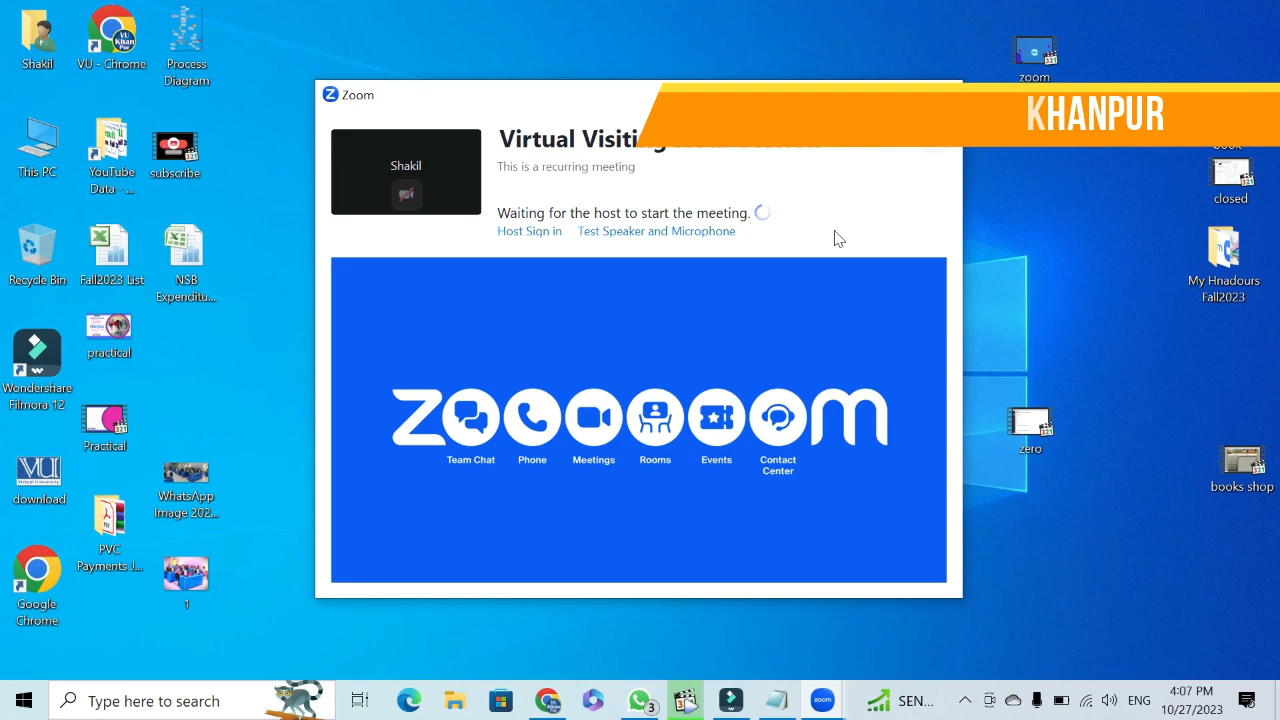 Shakil
VU - Chrome
Process
Diagram
This PC
YouTube
Data - ...
subscribe
Recycle Bin
Fall2023 List
NSB
Expenditu...
practical
Wondershare
Filmora 12
Practical
download
WhatsApp
Image 202...
PVC
Payments J...
Google
Chrome
1
Zoom
Shakil
Virtual Visiting
This is a recurring meeting
Waiting for the host to start the meeting.
Host Sign in
Test Speaker and Microphone
zoom
Team Chat
Phone
Meetings
Rooms
Events
Contact
Center
KHANPUR
zoom
closed
My Hnadours
Fall2023
zero
books shop
Type here to search
3
zoom
SEN...
ENG
4:07 PM
10/27/2023